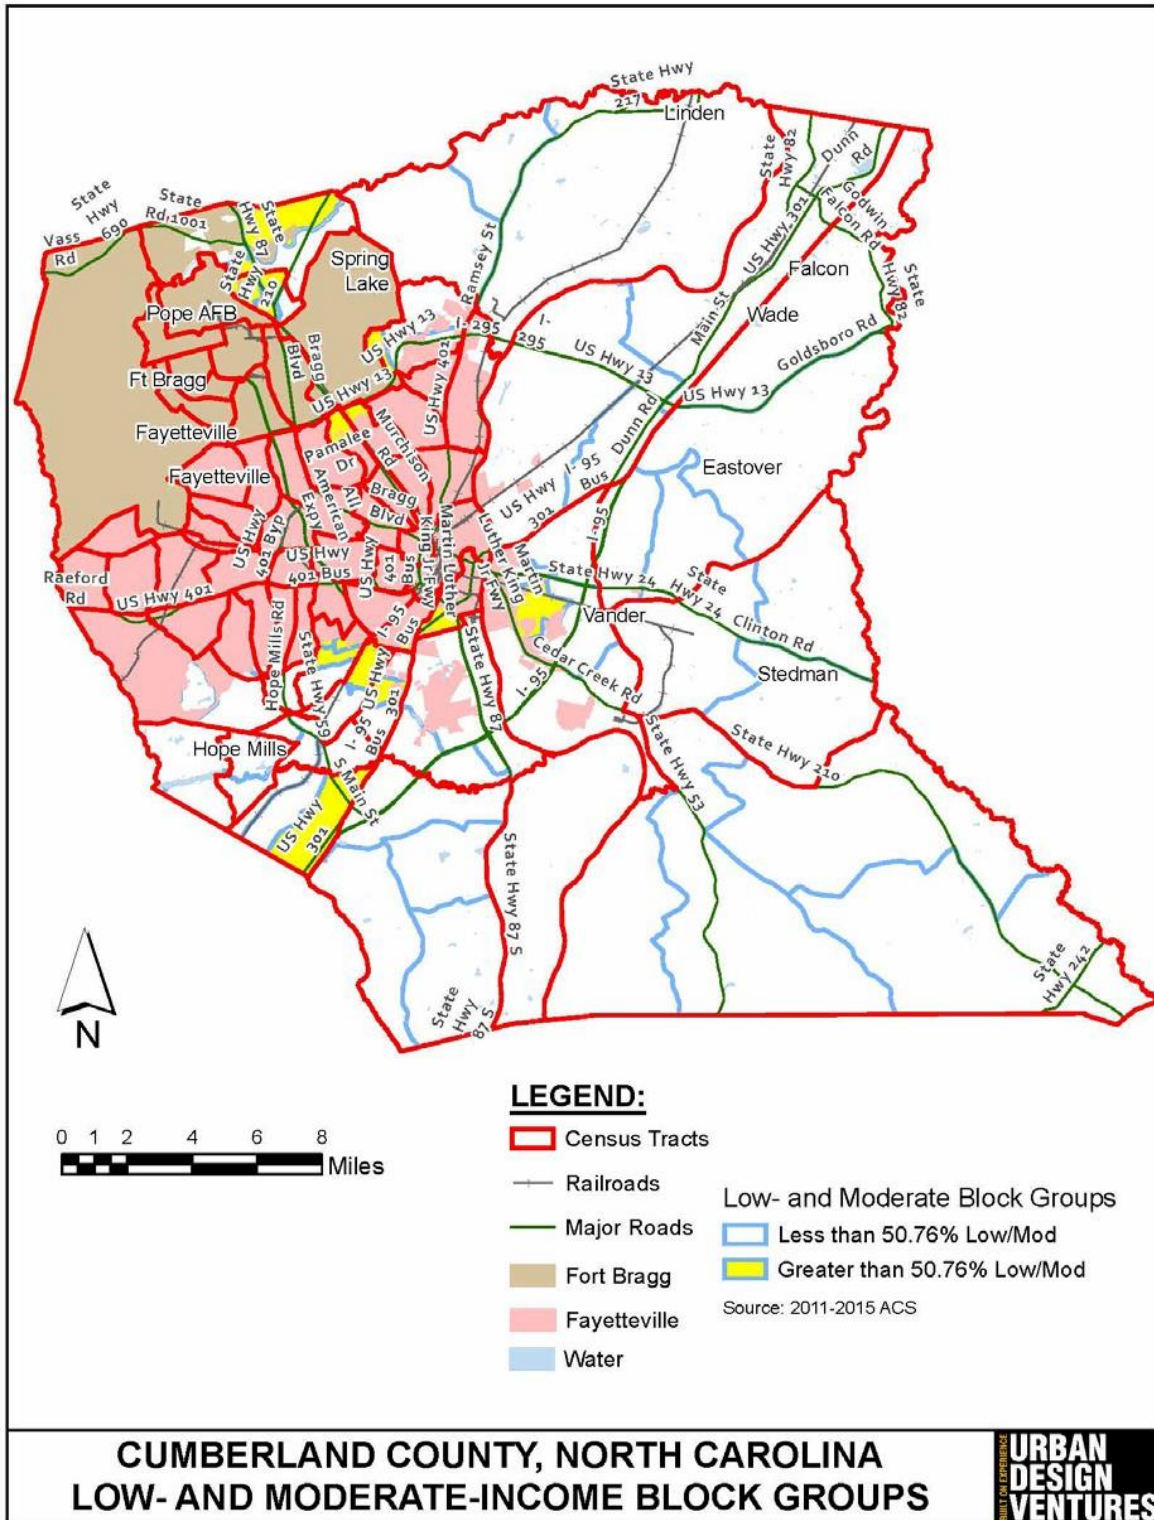 State Hwy
217
Linden
State
Hwy 82
Dunn
Rd
Godwin
Falcon Rd
US Hwy 301
State
Hwy 82
Falcon
Wade
Main St
Goldsboro Rd
State
Hwy
690
Vass
Rd
State
Rd 1001
State
Hwy 87
State
Hwy
210
Spring
Lake
Ramsey St
Pope AFB
US Hwy 13
I- 295
I-
295
US Hwy 13
US Hwy 13
Bragg
Blvd
Ft Bragg
US Hwy 13
US Hwy 401
Dunn Rd
Fayetteville
Pamalee
Dr
Murchison
Rd
Fayetteville
All
American
Expy
Bragg
Blvd
US Hwy
301
I- 95
Bus
Eastover
I- 95
US Hwy
401 Byp
US Hwy
401 Bus
US Hwy
401
Bus
Martin Luther
King Jr Fwy
Martin
Luther King
Jr Fwy
State Hwy 24
State
Hwy 24
Clinton Rd
Raeford
Rd
US Hwy 401
Vander
Hope Mills Rd
State Hwy 59
I- 95
Bus
US Hwy
301
I- 95
Bus
State Hwy 87
Cedar Creek Rd
I- 95
Stedman
State Hwy 53
State Hwy 210
Hope Mills
S Main St
US Hwy
301
State Hwy 87 S
State
Hwy
87 S
State
Hwy 242
N
0 1 2 4 6 8
Miles
LEGEND:
Census Tracts
Railroads
Major Roads
Fort Bragg
Fayetteville
Water
Low- and Moderate Block Groups
Less than 50.76% Low/Mod
Greater than 50.76% Low/Mod
Source: 2011-2015 ACS
CUMBERLAND COUNTY, NORTH CAROLINA
LOW- AND MODERATE-INCOME BLOCK GROUPS
BUILT ON EXPERIENCE
URBAN
DESIGN
VENTURES